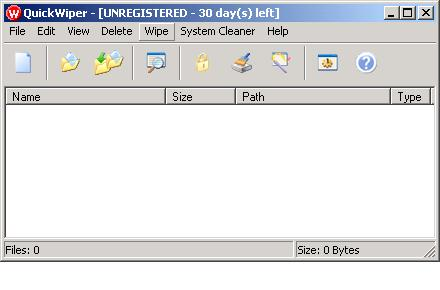 QuickWiper - [UNREGISTERED - 30 day(s) left]
File Edit View Delete Wipe System Cleaner Help
Name Size Path Type
Files: 0 Size: 0 Bytes